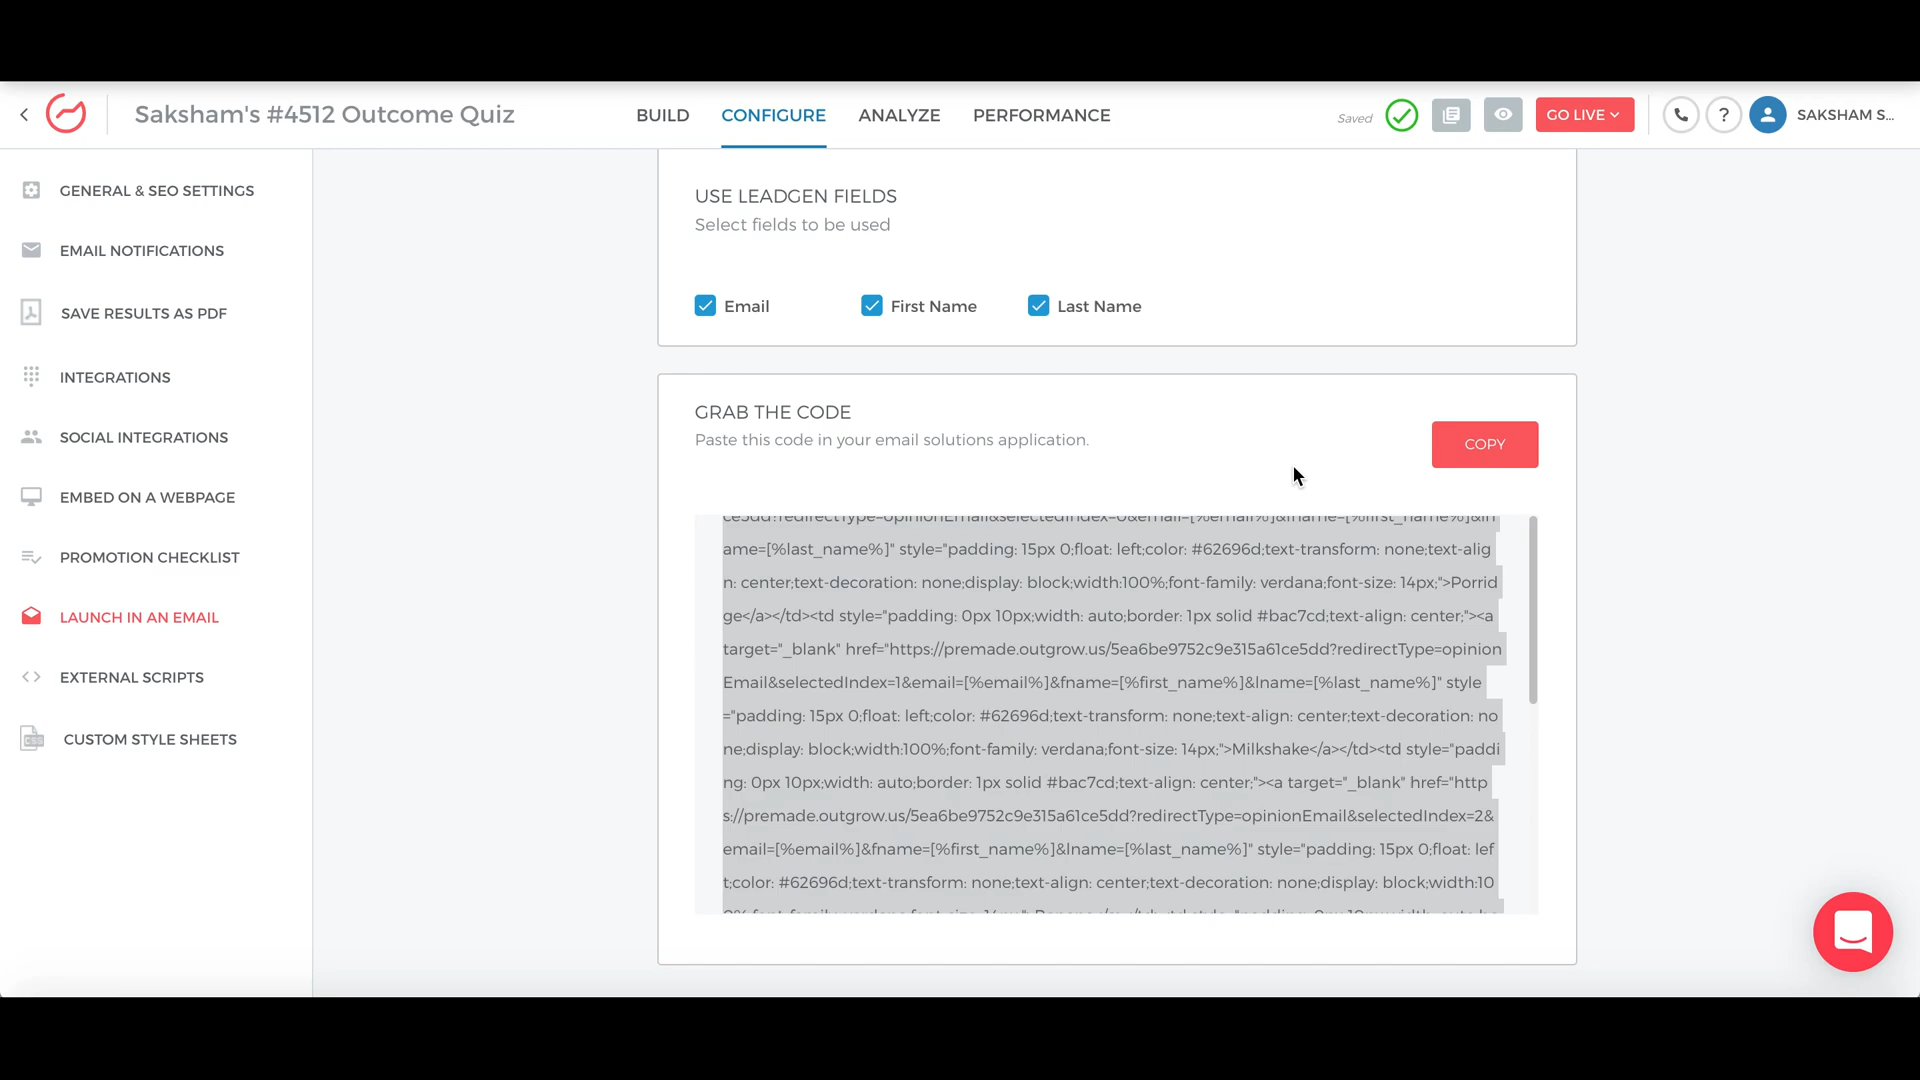 Saksham's #4512 Outcome Quiz
BUILD
CONFIGURE
ANALYZE
PERFORMANCE
Saved
GO LIVE
?
SAKSHAM S...
GENERAL & SEO SETTINGS
EMAIL NOTIFICATIONS
SAVE RESULTS AS PDF
INTEGRATIONS
SOCIAL INTEGRATIONS
EMBED ON A WEBPAGE
PROMOTION CHECKLIST
LAUNCH IN AN EMAIL
EXTERNAL SCRIPTS
CSS
CUSTOM STYLE SHEETS
USE LEADGEN FIELDS
Select fields to be used
Email
First Name
Last Name
GRAB THE CODE
Paste this code in your email solutions application.
COPY
ce5dd?redirectType=opinionEmail&selectedIndex=0&email=[%email%]&fname=[%first_name%]&ln
ame=[%last_name%]" style="padding: 15px 0;float: left;color: #62696d;text-transform: none;text-alig
n: center;text-decoration: none;display: block;width:100%;font-family: verdana;font-size: 14px;">Porrid
ge</a></td><td style="padding: 0px 10px;width: auto;border: 1px solid #bac7cd;text-align: center;"><a
target="_blank" href="https://premade.outgrow.us/5ea6be9752c9e315a61ce5dd?redirectType=opinion
Email&selectedIndex=1&email=[%email%]&fname=[%first_name%]&lname=[%last_name%]" style
="padding: 15px 0;float: left;color: #62696d;text-transform: none;text-align: center;text-decoration: no
ne;display: block;width:100%;font-family: verdana;font-size: 14px;">Milkshake</a></td><td style="paddi
ng: 0px 10px;width: auto;border: 1px solid #bac7cd;text-align: center;"><a target="_blank" href="http
s://premade.outgrow.us/5ea6be9752c9e315a61ce5dd?redirectType=opinionEmail&selectedIndex=2&
email=[%email%]&fname=[%first_name%]&lname=[%last_name%]" style="padding: 15px 0;float: lef
t;color: #62696d;text-transform: none;text-align: center;text-decoration: none;display: block;width:10